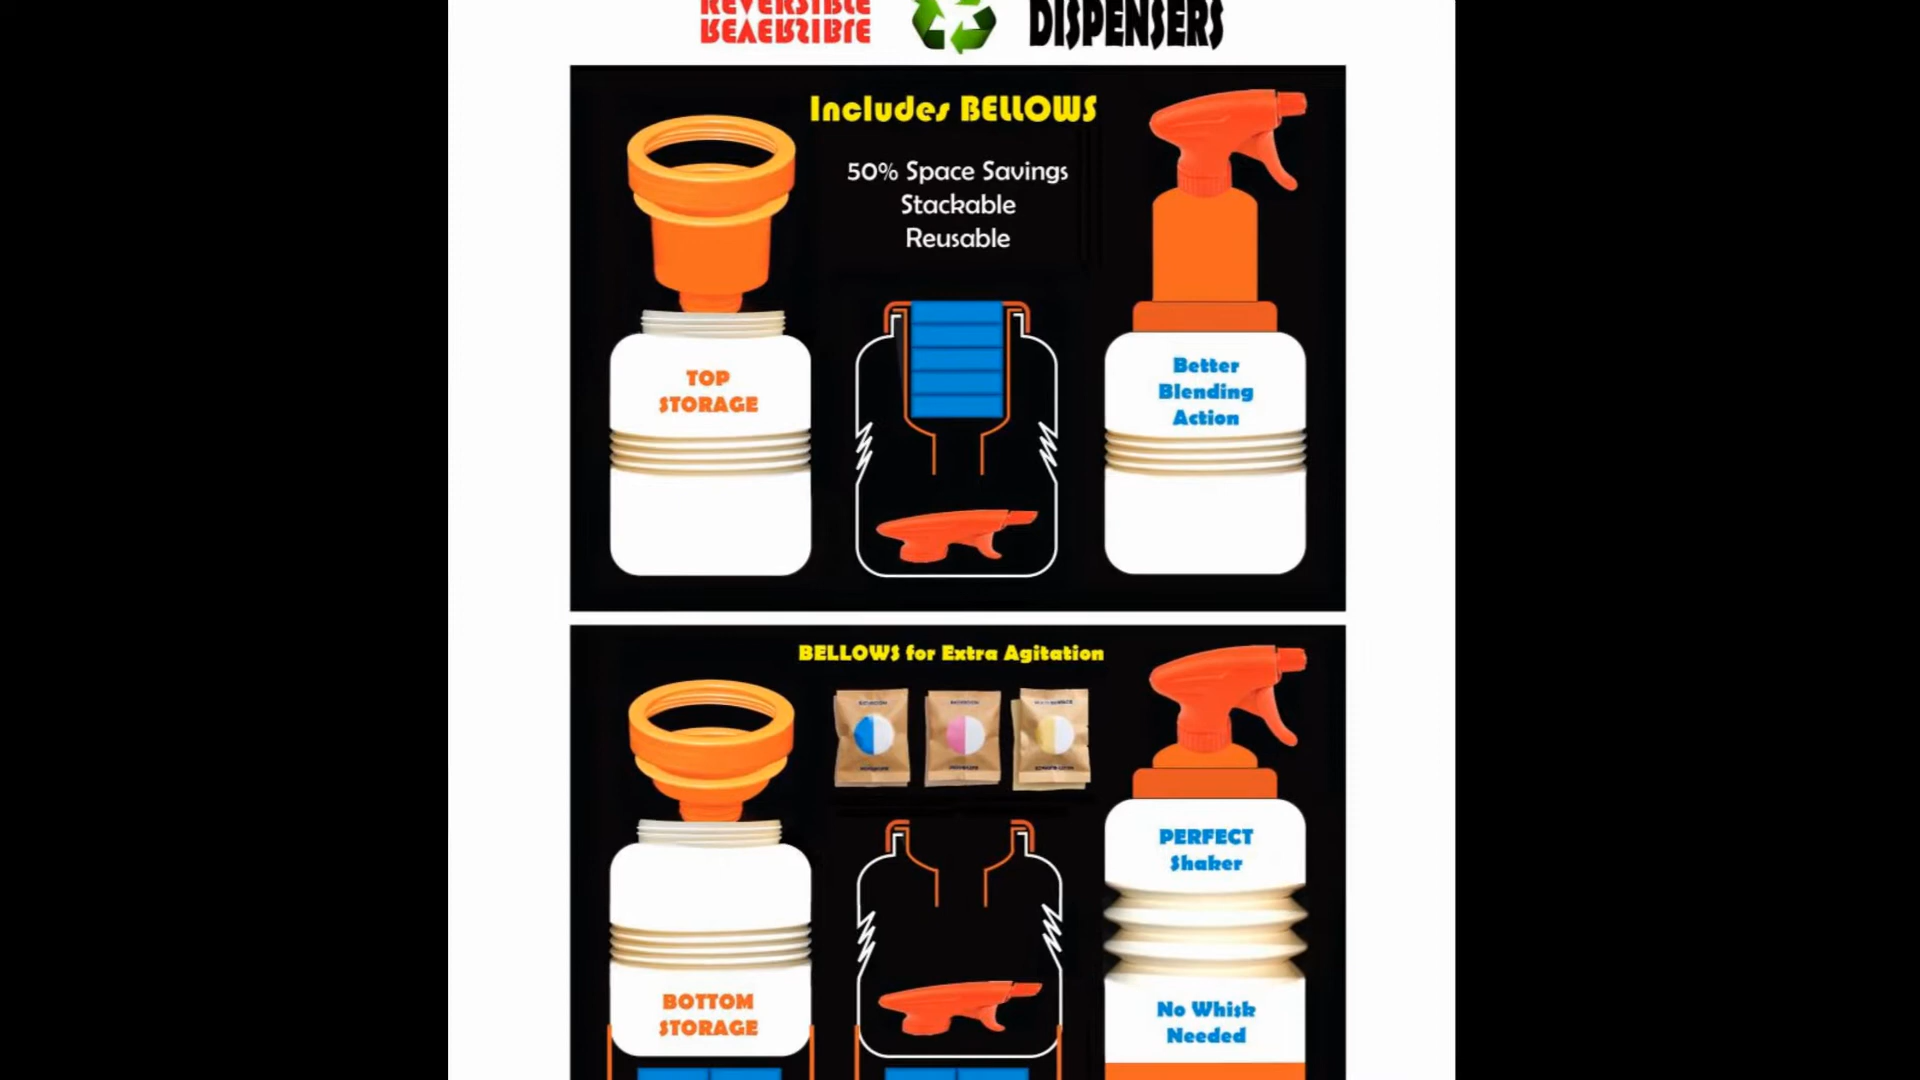 REVERSIBLE
DISPENSERS
Includes BELLOWS
50% Space Savings
Stackable
Reusable
TOP
STORAGE
Better
Blending
Action
BELLOWS for Extra Agitation
PERFECT
Shaker
BOTTOM
STORAGE
No Whisk
Needed